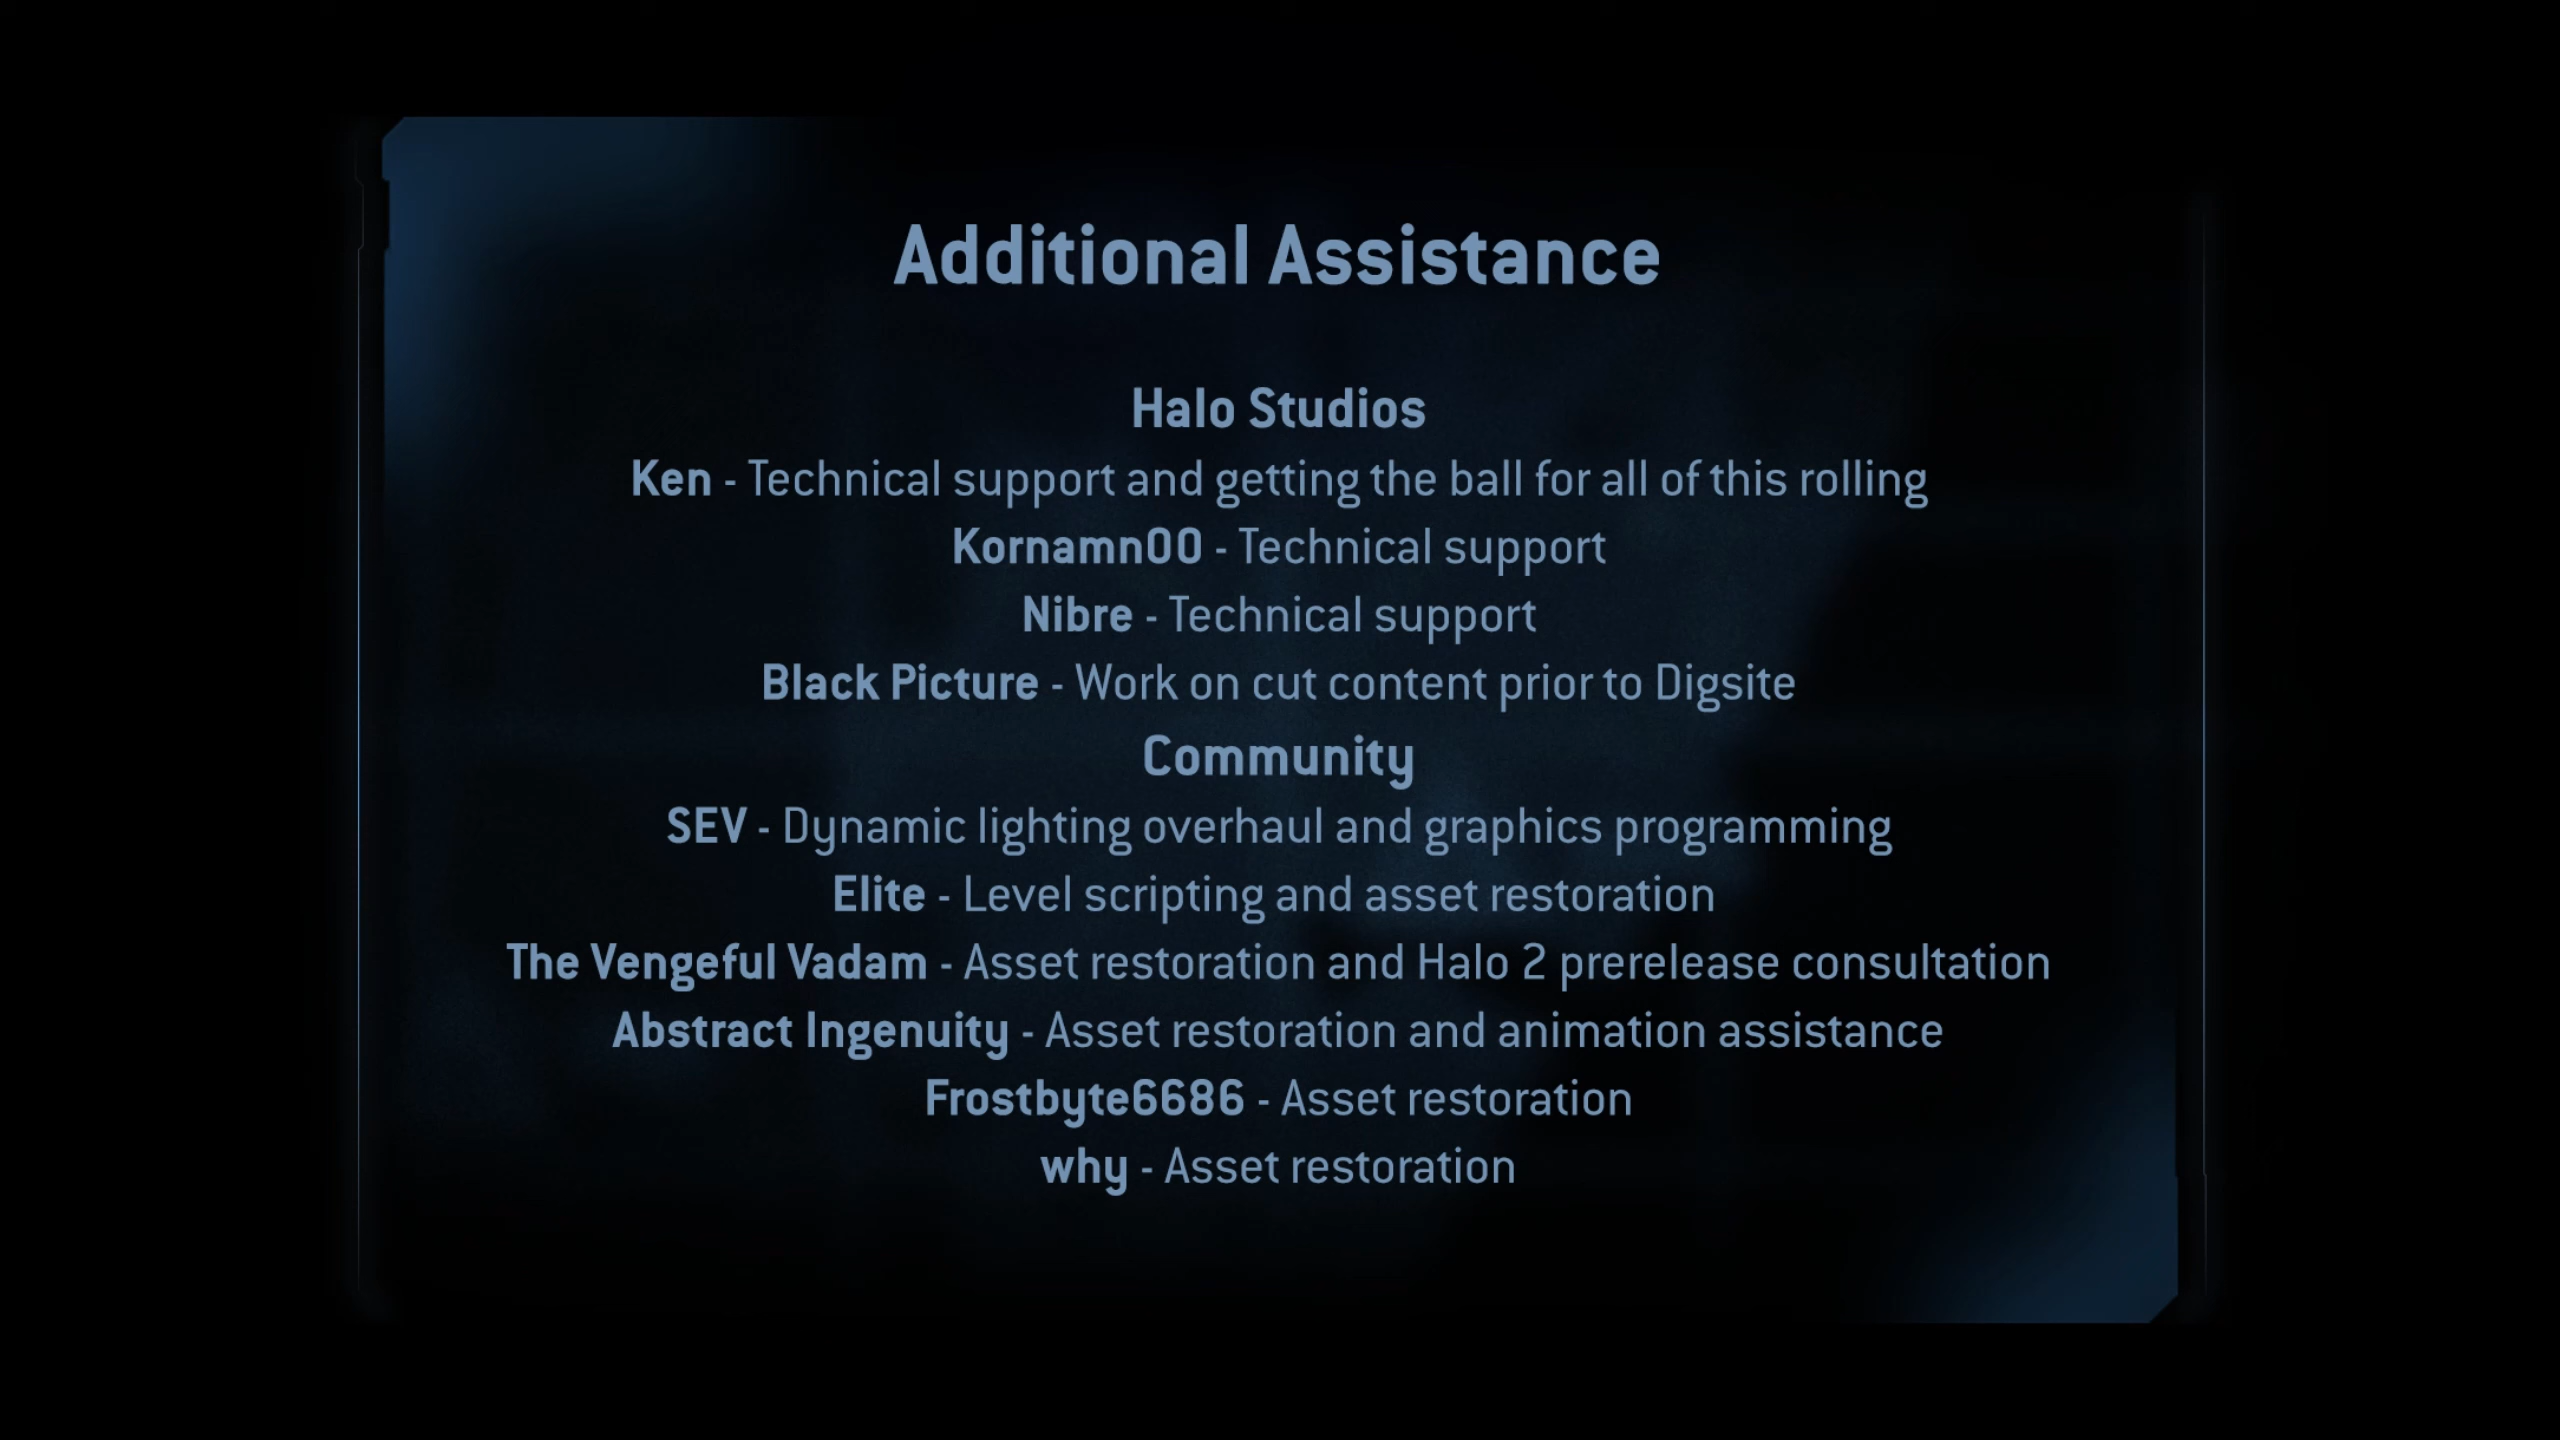 Additional Assistance
Halo Studios
Ken - Technical support and getting the ball for all of this rolling
Kornamn00 - Technical support
Nibre - Technical support
Black Picture - Work on cut content prior to Digsite
Community
SEV - Dynamic lighting overhaul and graphics programming
Elite - Level scripting and asset restoration
The Vengeful Vadam - Asset restoration and Halo 2 prerelease consultation
Abstract Ingenuity - Asset restoration and animation assistance
Frostbyte6686 - Asset restoration
why - Asset restoration